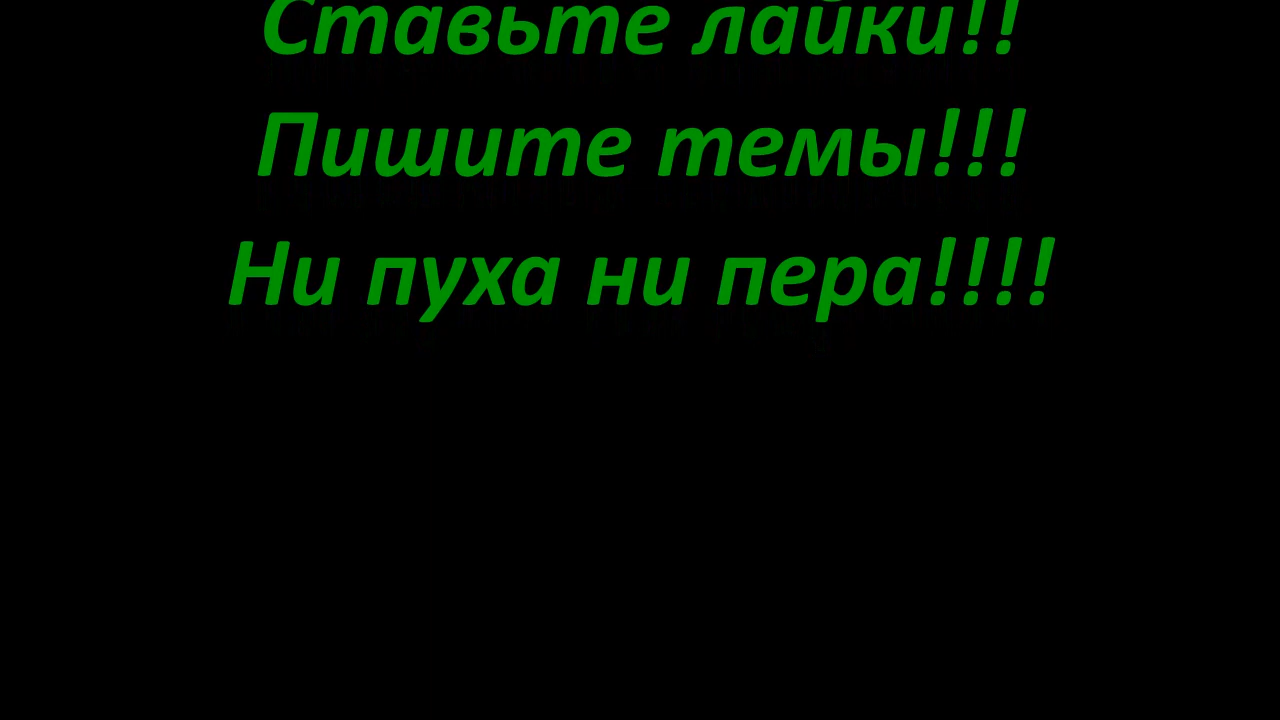 Ставьте лайки!!
Пишите темы!!!
Ни пуха ни пера!!!!